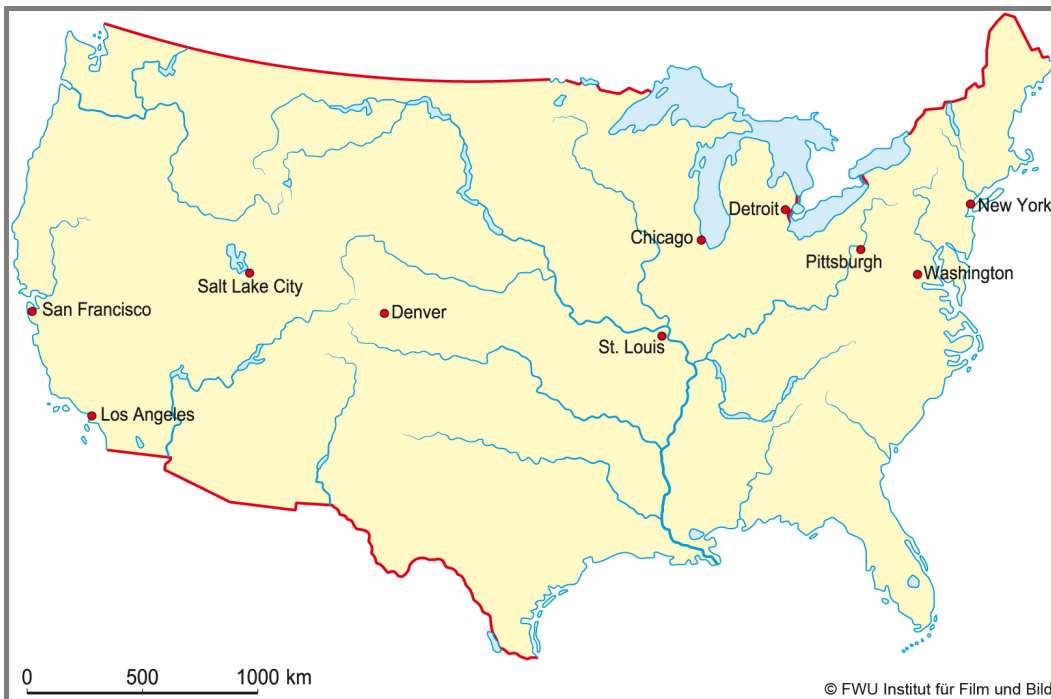 Detroit
New York
Chicago
Pittsburgh
Washington
Salt Lake City
San Francisco
Denver
St. Louis
Los Angeles
0 500 1000 km
© FWU Institut für Film und Bild